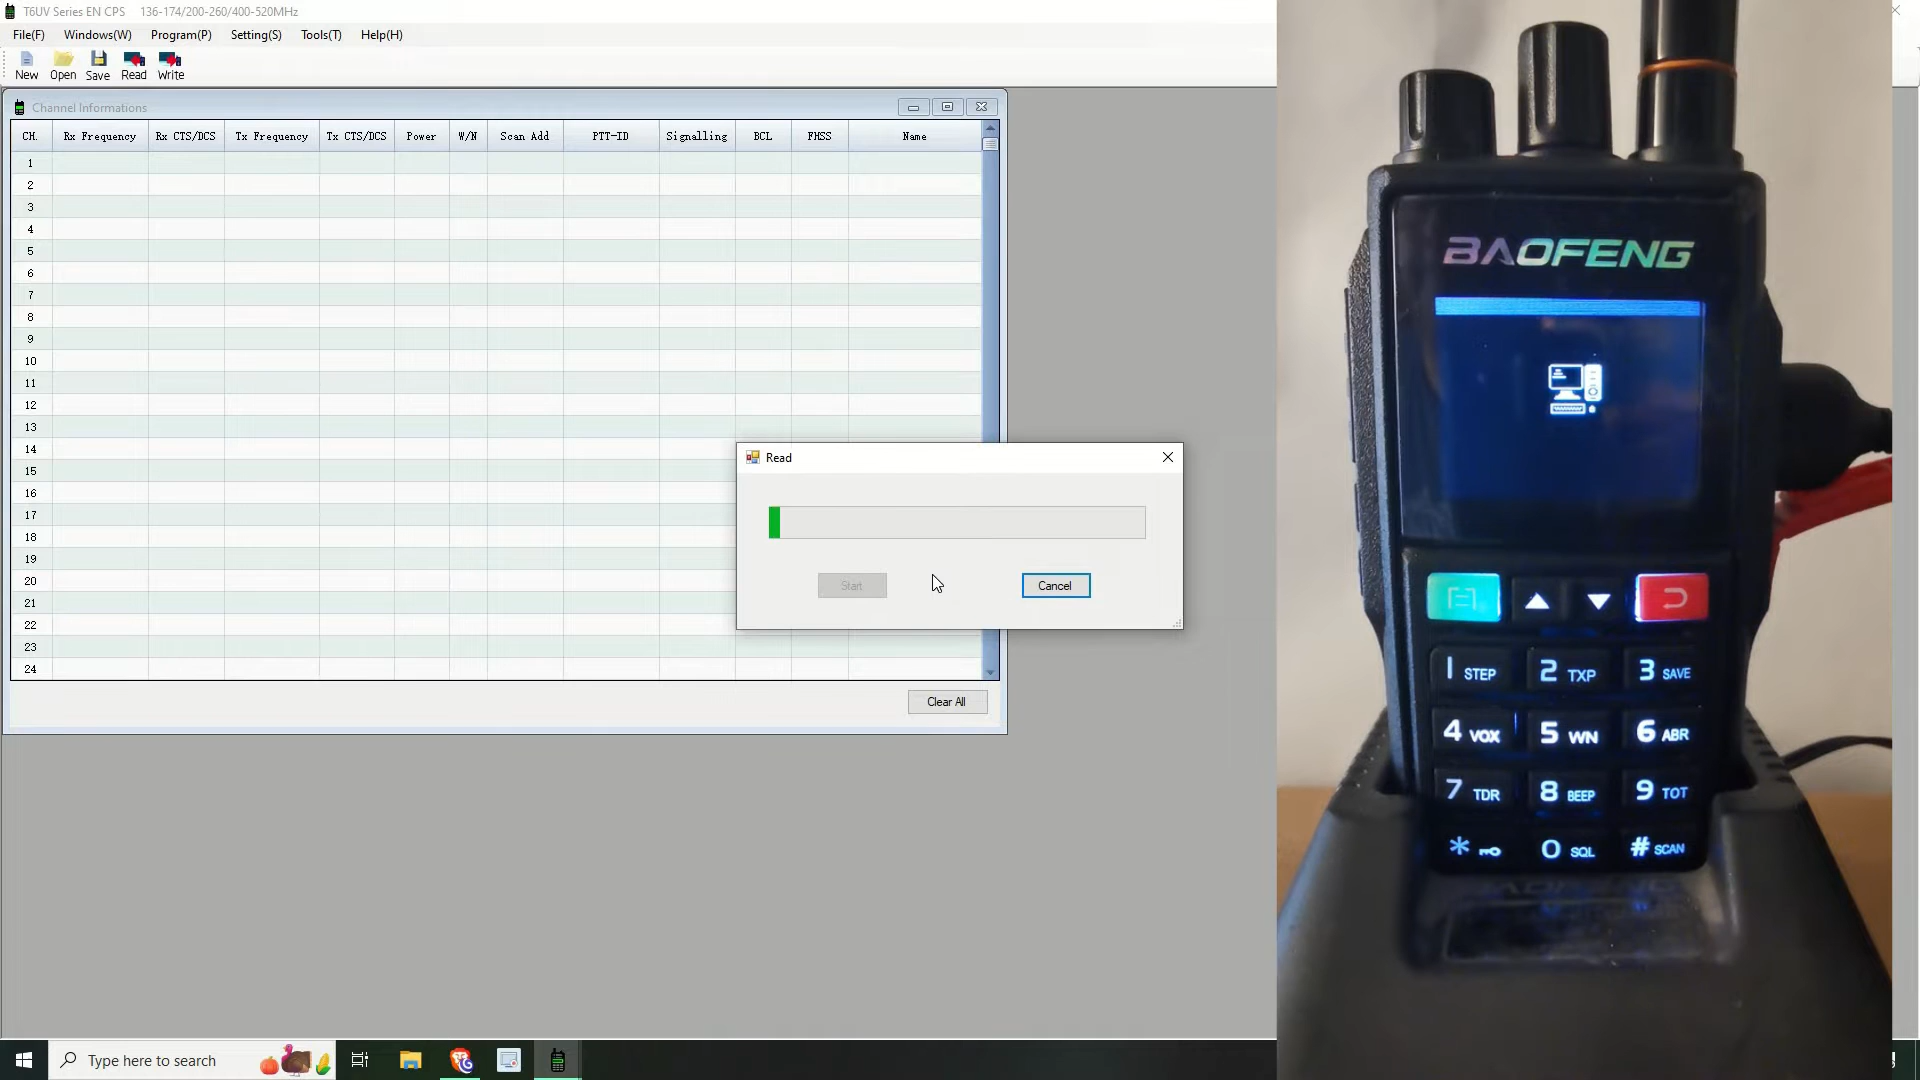 T6UV Series EN CPS 136-174/200-260/400-520MHz
File(F) Windows(W) Program(P) Setting(S) Tools(T) Help(H)
New Open Save Read Write
Channel Informations
CH. Rx Frequency Rx CTS/DCS Tx Frequency Tx CTS/DCS Power W/N Scan Add PTT-ID Signalling BCL FHSS Name
1
2
3
4
5
6
7
8
9
10
11
12
13
14
15
16
17
18
19
20
21
22
23
24
Clear All
Read
Start
Cancel
Type here to search
BAOFENG
1 STEP 2 TXP 3 SAVE
4 VOX 5 WN 6 ABR
7 TDR 8 BEEP 9 TOT
* 0 SQL # SCAN
BAOFENG